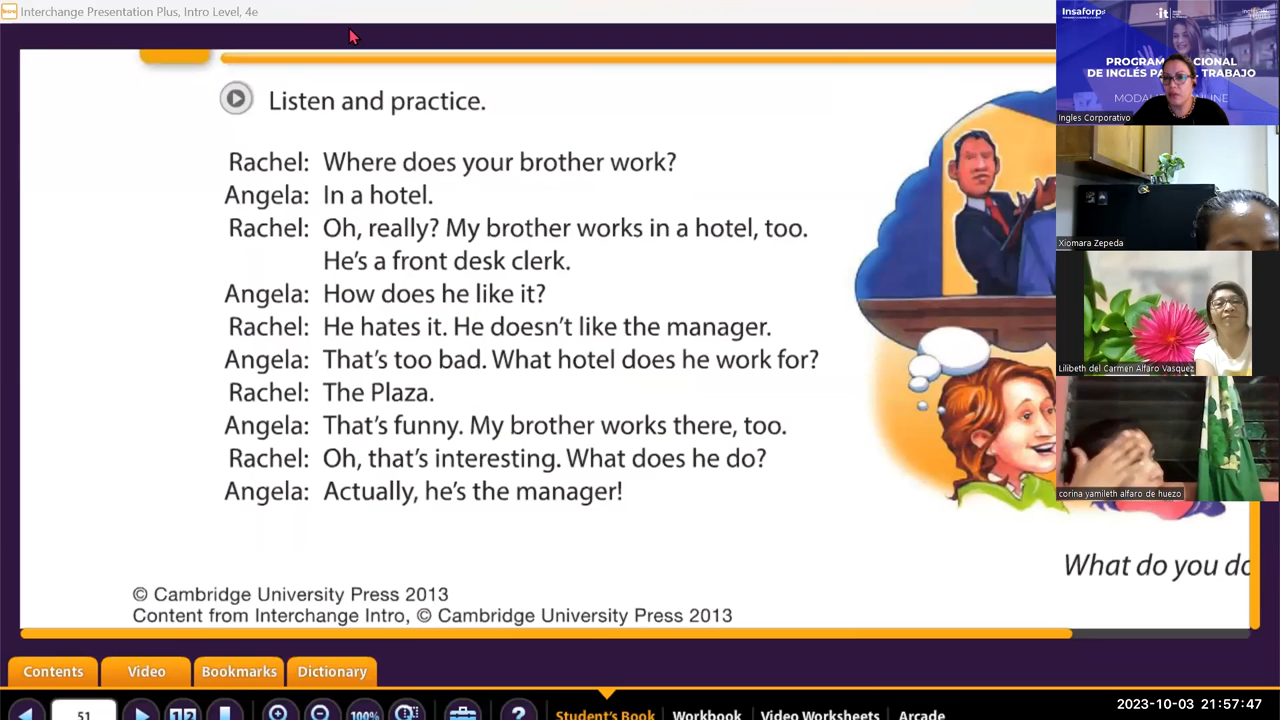 Interchange Presentation Plus, Intro Level, 4e
Listen and practice.
Rachel: Where does your brother work?
Angela: In a hotel.
Rachel: Oh, really? My brother works in a hotel, too.
He's a front desk clerk.
Angela: How does he like it?
Rachel: He hates it. He doesn't like the manager.
Angela: That's too bad. What hotel does he work for?
Rachel: The Plaza.
Angela: That's funny. My brother works there, too.
Rachel: Oh, that's interesting. What does he do?
Angela: Actually, he's the manager!
What do you do
© Cambridge University Press 2013
Content from Interchange Intro, © Cambridge University Press 2013
Contents Video Bookmarks Dictionary
51
100%
Student's Book Workbook Video Worksheets Arcade
2023-10-03 21:57:47
Insaforp
it
DE INGLÉS TRABAJO
Ingles Corporativo
Xiomara Zepeda
Lilibeth del Carmen Alfaro Vasquez
corina yamileth alfaro de huezo